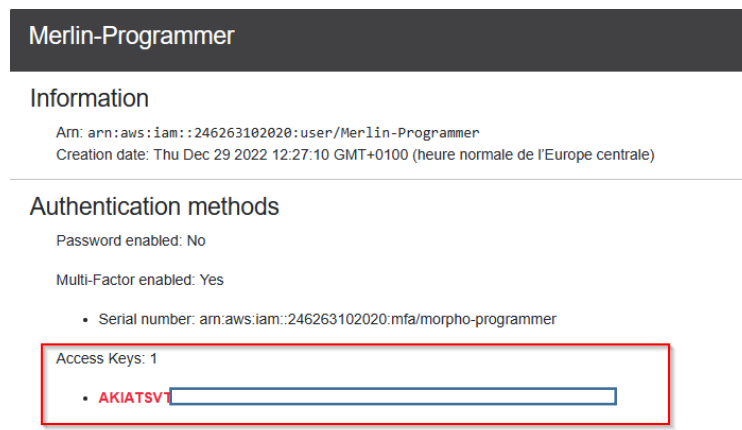 Merlin-Programmer
Information
Arn: arn:aws:iam::246263102020:user/Merlin-Programmer
Creation date: Thu Dec 29 2022 12:27:10 GMT+0100 (heure normale de l'Europe centrale)
Authentication methods
Password enabled: No
Multi-Factor enabled: Yes
• Serial number: arn:aws:iam::246263102020:mfa/morpho-programmer
Access Keys: 1
• AKIATSVT